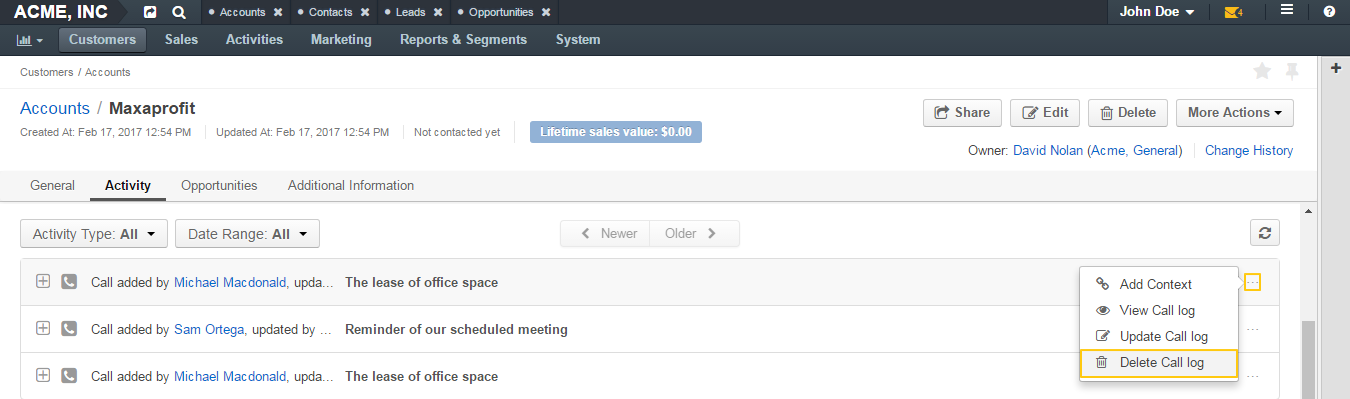 ACME, INC Accounts Contacts Leads Opportunities John Doe 4
Customers Sales Activities Marketing Reports & Segments System
Customers / Accounts
Accounts / Maxaprofit Share Edit Delete More Actions
Created At: Feb 17, 2017 12:54 PM Updated At: Feb 17, 2017 12:54 PM Not contacted yet Lifetime sales value: $0.00
Owner: David Nolan (Acme, General) Change History
General Activity Opportunities Additional Information
Activity Type: All Date Range: All Newer Older
Call added by Michael Macdonald, upda... The lease of office space ...
Add Context
View Call log
Call added by Sam Ortega, updated by ... Reminder of our scheduled meeting ...
Update Call log
Delete Call log
Call added by Michael Macdonald, upda... The lease of office space ...